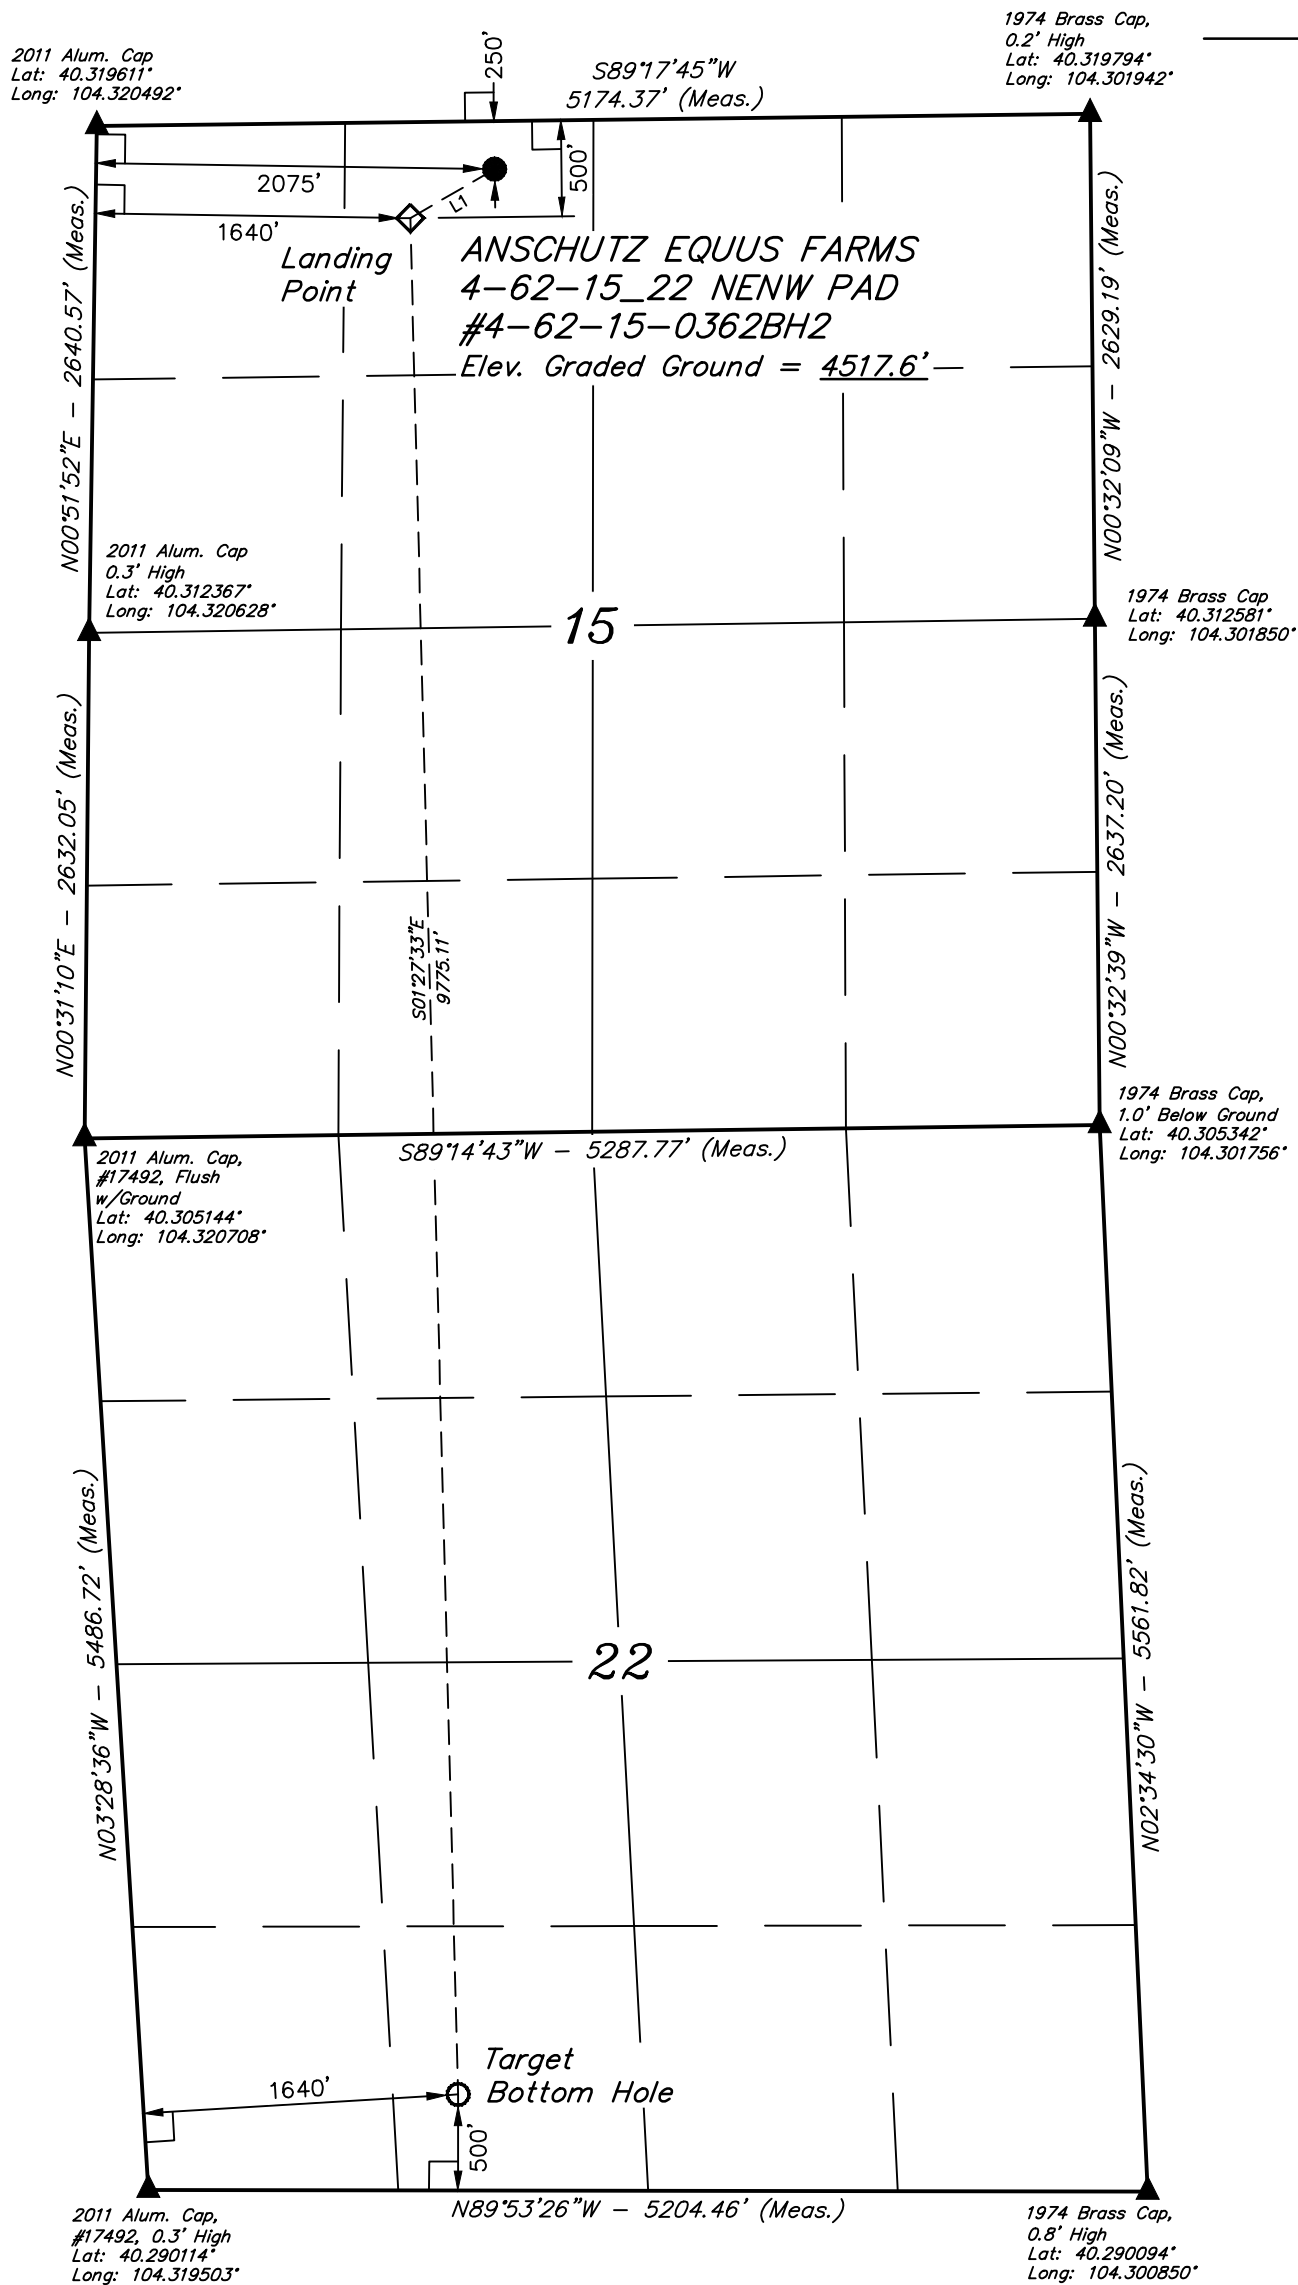 2011 Alum. Cap
Lat: 40.319611°
Long: 104.320492°
250'
S89°17'45"W
5174.37' (Meas.)
1974 Brass Cap,
0.2' High
Lat: 40.319794°
Long: 104.301942°
2075'
500'
L1
1640'
Landing
Point
ANSCHUTZ EQUUS FARMS
4-62-15_22 NENW PAD
#4-62-15-0362BH2
Elev. Graded Ground = 4517.6'
N00°51'52"E - 2640.57' (Meas.)
N00°32'09"W - 2629.19' (Meas.)
2011 Alum. Cap
0.3' High
Lat: 40.312367°
Long: 104.320628°
15
1974 Brass Cap
Lat: 40.312581°
Long: 104.301850°
N00°31'10"E - 2632.05' (Meas.)
S01°27'33"E
9775.11'
N00°32'39"W - 2637.20' (Meas.)
S89°14'43"W - 5287.77' (Meas.)
2011 Alum. Cap,
#17492, Flush
w/Ground
Lat: 40.305144°
Long: 104.320708°
1974 Brass Cap,
1.0' Below Ground
Lat: 40.305342°
Long: 104.301756°
N03°28'36"W - 5486.72' (Meas.)
22
N02°34'30"W - 5561.82' (Meas.)
Target
Bottom Hole
1640'
500'
N89°53'26"W - 5204.46' (Meas.)
2011 Alum. Cap,
#17492, 0.3' High
Lat: 40.290114°
Long: 104.319503°
1974 Brass Cap,
0.8' High
Lat: 40.290094°
Long: 104.300850°